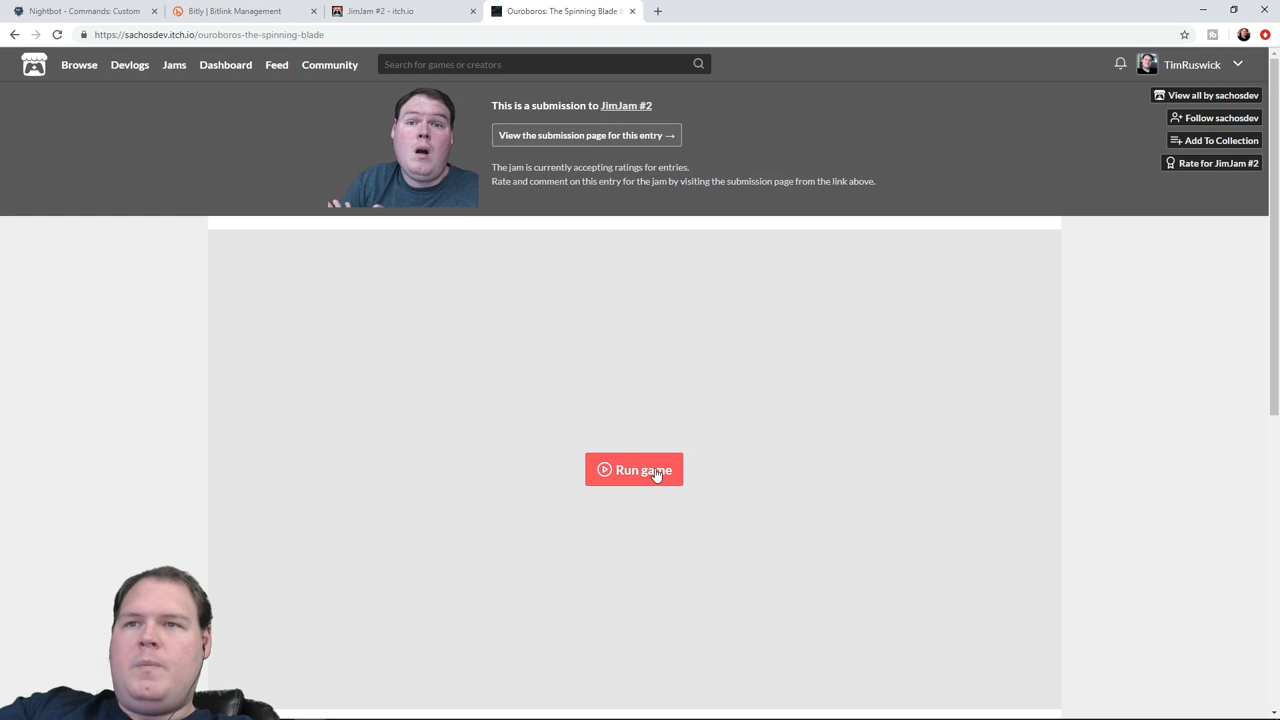 Nightbot - Commands: Custom
Bitly | Bitlink Management
JimJam #2 - itch.io
Ouroboros: The Spinning Blade b
https://sachosdev.itch.io/ouroboros-the-spinning-blade
Browse
Devlogs
Jams
Dashboard
Feed
Community
Search for games or creators
TimRuswick
This is a submission to JimJam #2
View the submission page for this entry →
The jam is currently accepting ratings for entries.
Rate and comment on this entry for the jam by visiting the submission page from the link above.
View all by sachosdev
Follow sachosdev
Add To Collection
Rate for JimJam #2
Run game